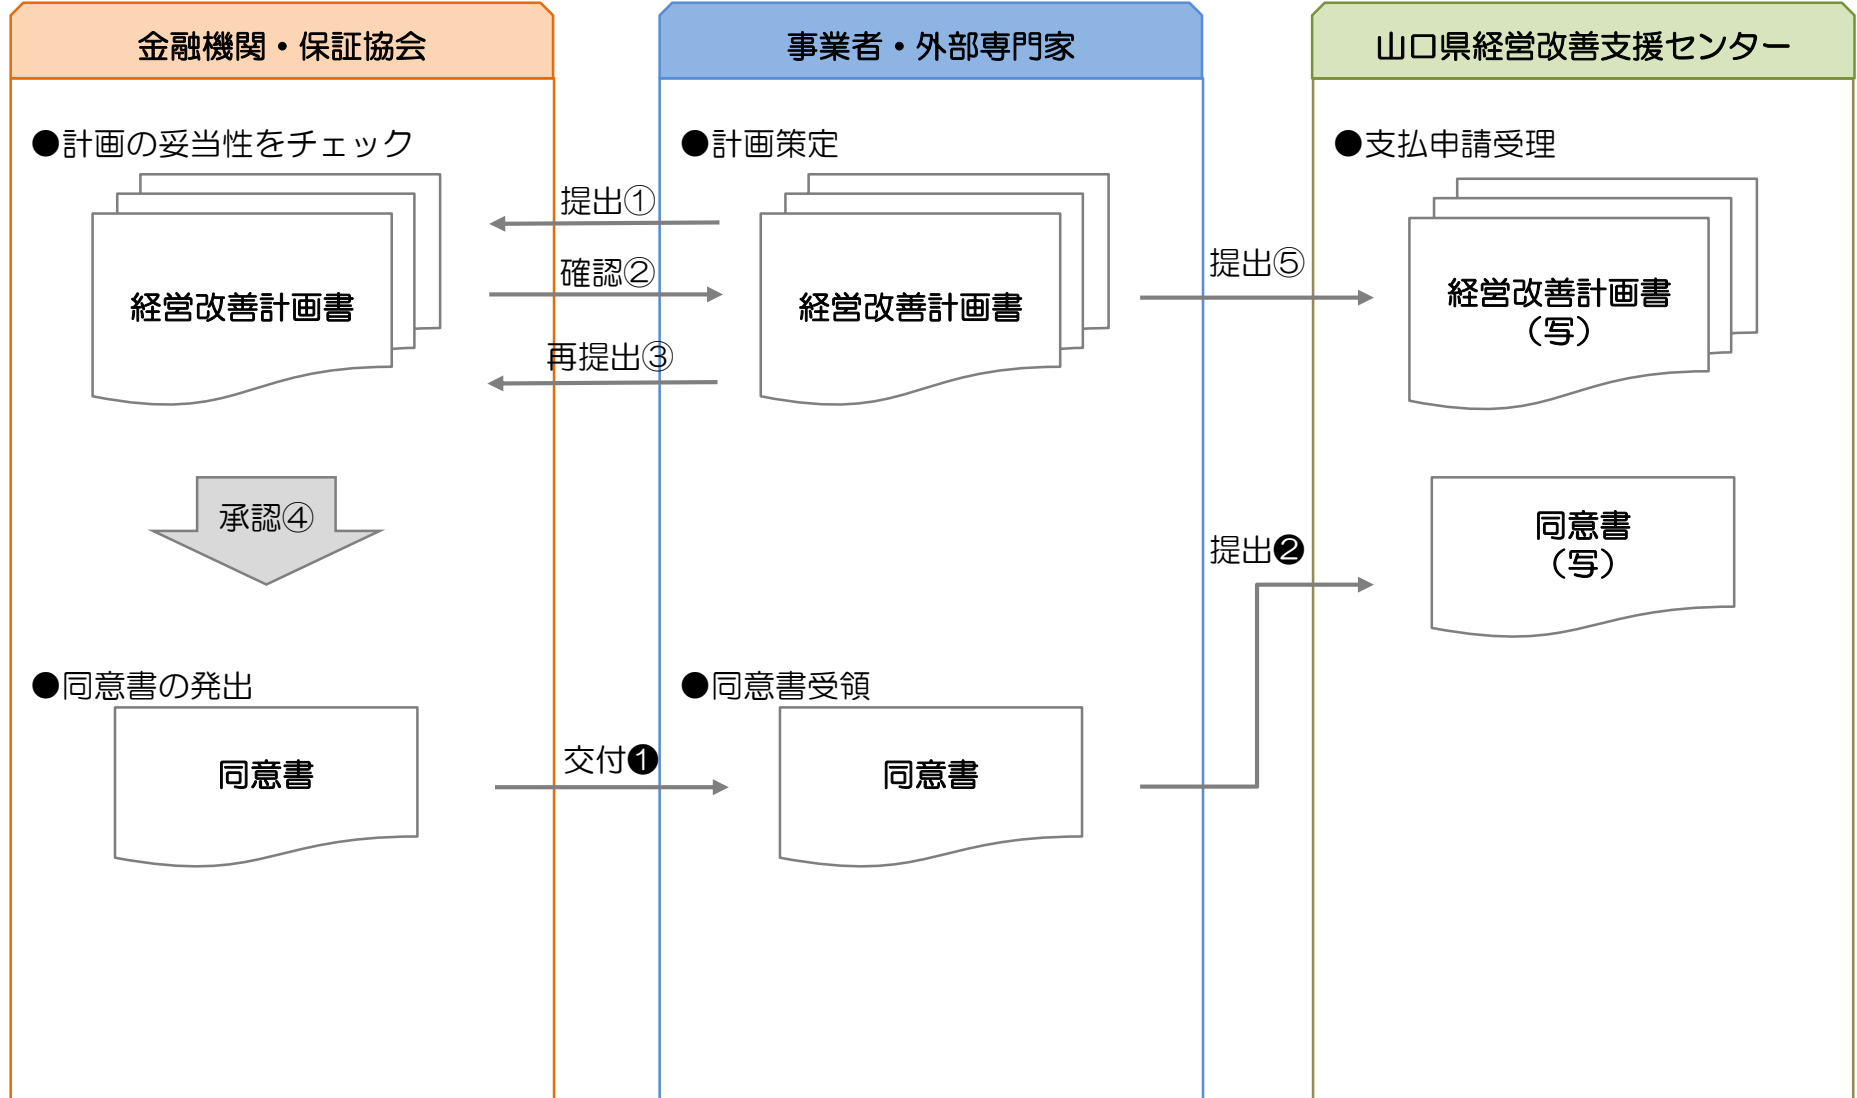 金融機関・保証協会
事業者・外部専門家
山口県経営改善支援センター
●計画の妥当性をチェック
●計画策定
●支払申請受理
提出①
確認②
再提出③
提出⑤
経営改善計画書
経営改善計画書
経営改善計画書
（写）
承認④
提出❷
同意書
（写）
●同意書の発出
●同意書受領
交付❶
同意書
同意書